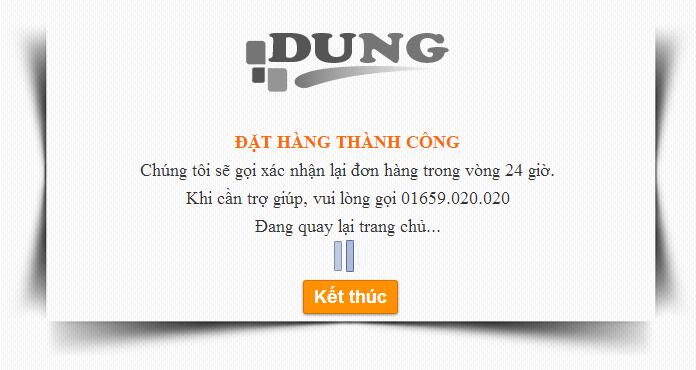 DUNG
ĐẶT HÀNG THÀNH CÔNG
Chúng tôi sẽ gọi xác nhận lại đơn hàng trong vòng 24 giờ.
Khi cần trợ giúp, vui lòng gọi 01659.020.020
Đang quay lại trang chủ...
Kết thúc